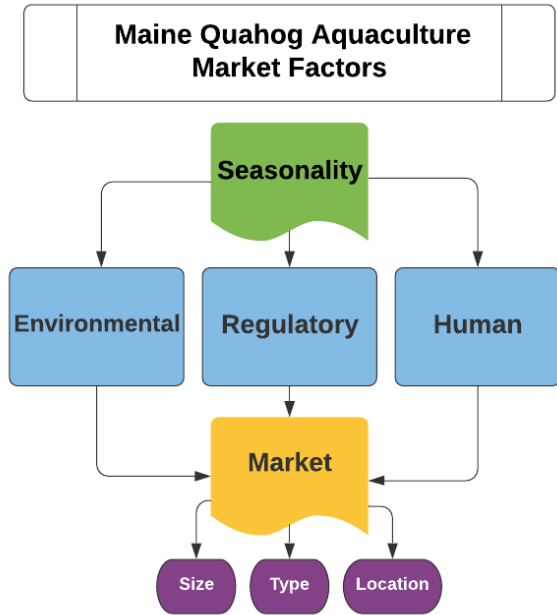 Maine Quahog Aquaculture
Market Factors
Seasonality
Environmental
Regulatory
Human
Market
Size
Type
Location